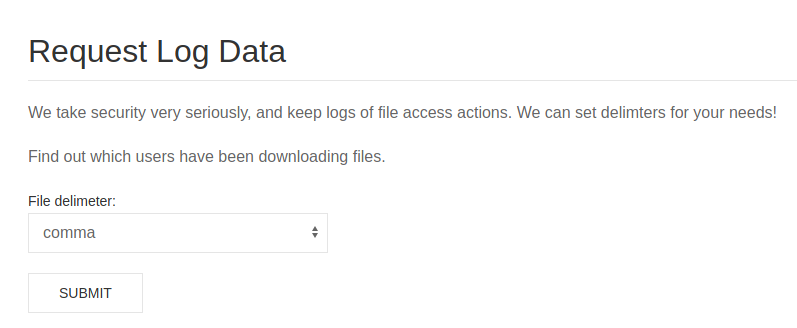 Request Log Data
We take security very seriously, and keep logs of file access actions. We can set delimters for your needs!
Find out which users have been downloading files.
File delimeter:
comma
SUBMIT